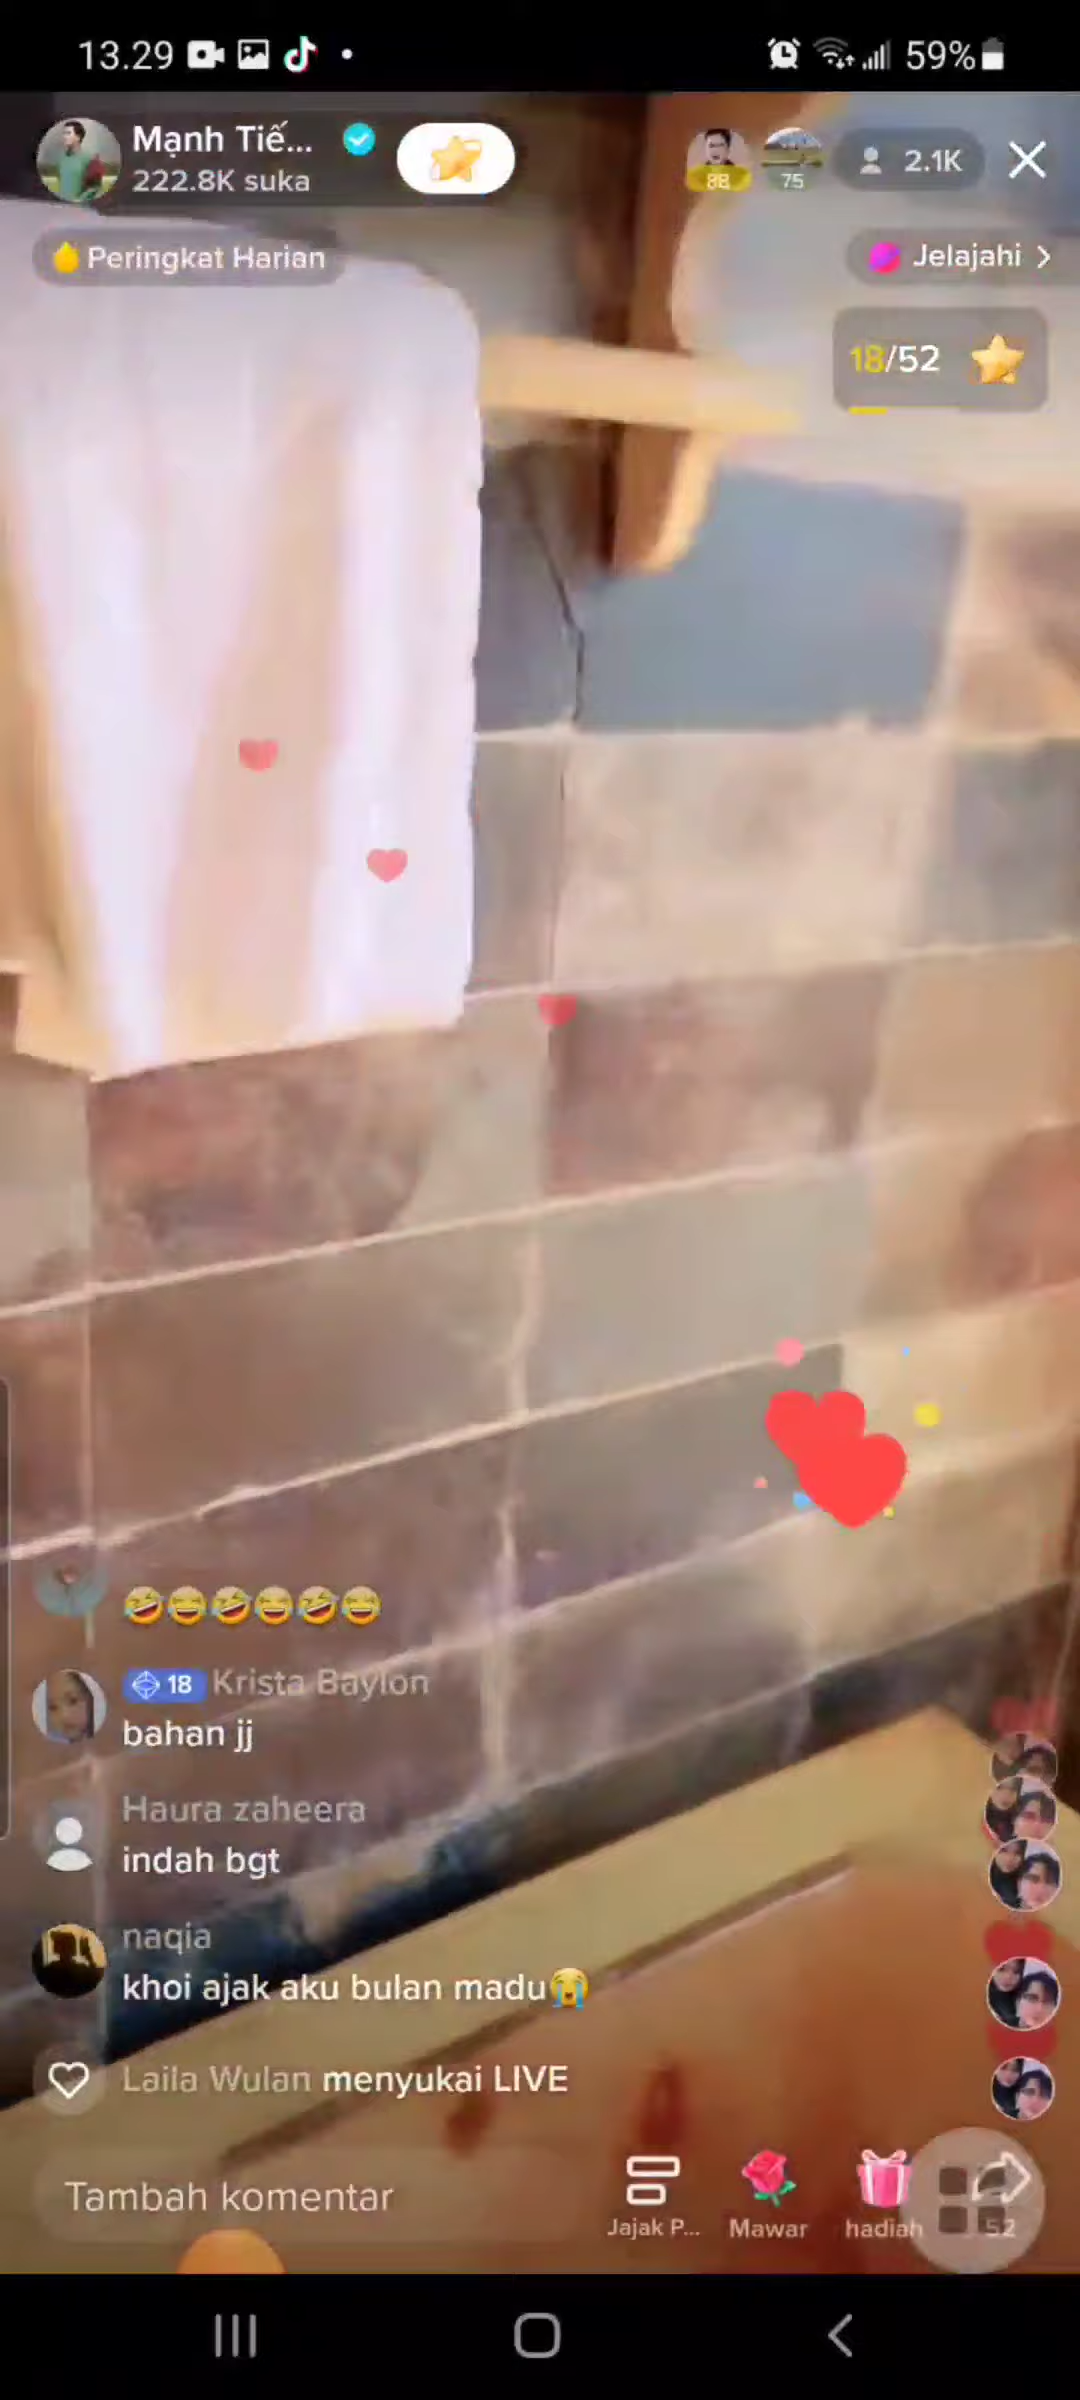 13.29
59%
Mạnh Tiế...
222.8K suka
88
75
2.1K
Peringkat Harian
Jelajahi
18/52
🤣😂🤣😂🤣😂
18 Krista Baylon
bahan jj
Haura zaheera
indah bgt
naqia
khoi ajak aku bulan madu😭
Laila Wulan menyukai LIVE
Tambah komentar
Jajak P...
Mawar
hadiah
52